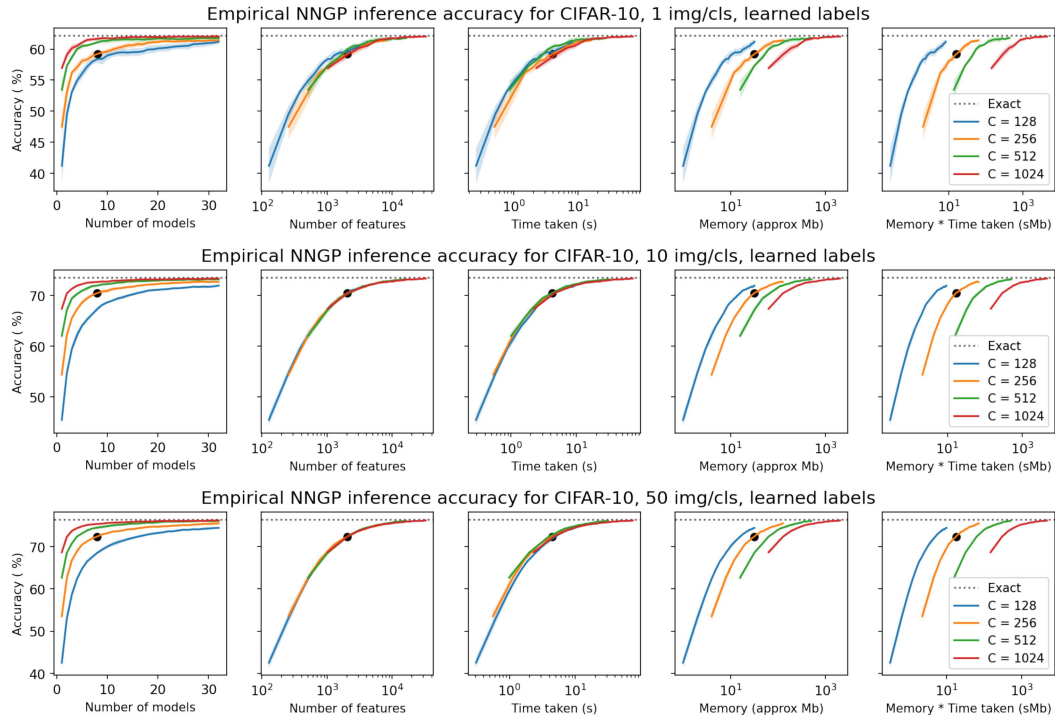 Empirical NNGP inference accuracy for CIFAR-10, 1 img/cls, learned labels
Accuracy ( %)
60
55
50
45
40
0 10 20 30
Number of models
10² 10³ 10⁴
Number of features
10⁰ 10¹
Time taken (s)
10¹ 10³
Memory (approx Mb)
10¹ 10³
Memory * Time taken (sMb)
Exact
C = 128
C = 256
C = 512
C = 1024
Empirical NNGP inference accuracy for CIFAR-10, 10 img/cls, learned labels
Accuracy ( %)
70
60
50
0 10 20 30
Number of models
10² 10³ 10⁴
Number of features
10⁰ 10¹
Time taken (s)
10¹ 10³
Memory (approx Mb)
10¹ 10³
Memory * Time taken (sMb)
Exact
C = 128
C = 256
C = 512
C = 1024
Empirical NNGP inference accuracy for CIFAR-10, 50 img/cls, learned labels
Accuracy ( %)
70
60
50
40
0 10 20 30
Number of models
10² 10³ 10⁴
Number of features
10⁰ 10¹
Time taken (s)
10¹ 10³
Memory (approx Mb)
10¹ 10³
Memory * Time taken (sMb)
Exact
C = 128
C = 256
C = 512
C = 1024